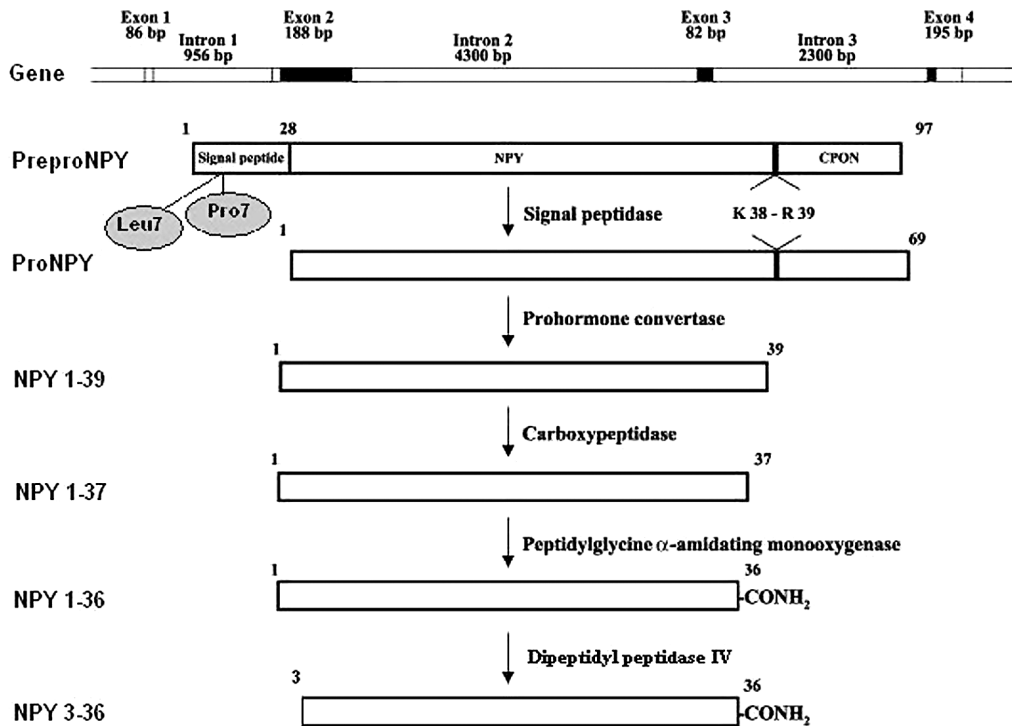 Exon 1
86 bp
Exon 2
188 bp
Exon 3
82 bp
Exon 4
195 bp
Intron 1
956 bp
Intron 2
4300 bp
Intron 3
2300 bp
Gene
1
28
97
PreproNPY
Signal peptide
NPY
CPON
Leu7
Pro7
Signal peptidase
K 38 - R 39
1
69
ProNPY
Prohormone convertase
1
39
NPY 1-39
Carboxypeptidase
1
37
NPY 1-37
Peptidylglycine α-amidating monooxygenase
1
36
NPY 1-36
-CONH₂
Dipeptidyl peptidase IV
3
36
NPY 3-36
-CONH₂